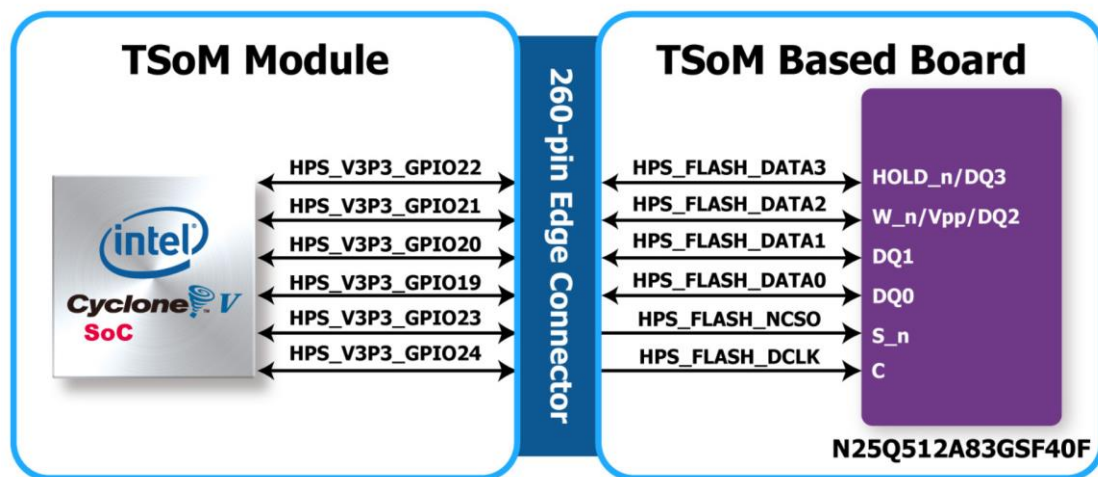 TSoM Module
TSoM Based Board
260-pin Edge Connector
HPS_V3P3_GPIO22
HPS_V3P3_GPIO21
HPS_V3P3_GPIO20
HPS_V3P3_GPIO19
HPS_V3P3_GPIO23
HPS_V3P3_GPIO24
intel
Cyclone V
SoC
HPS_FLASH_DATA3
HPS_FLASH_DATA2
HPS_FLASH_DATA1
HPS_FLASH_DATA0
HPS_FLASH_NCSO
HPS_FLASH_DCLK
HOLD_n/DQ3
W_n/Vpp/DQ2
DQ1
DQ0
S_n
C
N25Q512A83GSF40F